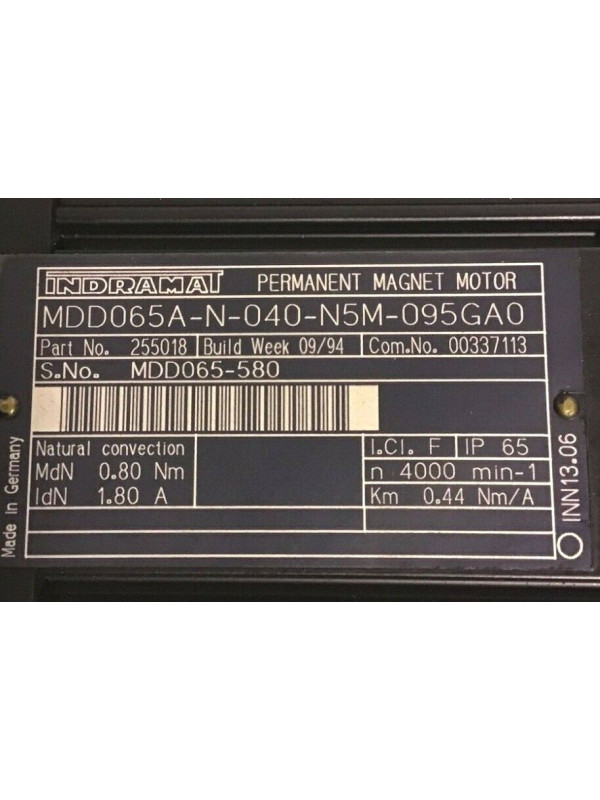 INDRAMAT PERMANENT MAGNET MOTOR
MDD065A-N-040-N5M-095GA0
Part No. 255018 Build Week 09/94 Com.No. 00337113
S.No. MDD065-580
Natural convection I.Cl. F IP 65
MdN 0.80 Nm n 4000 min-1
IdN 1.80 A Km 0.44 Nm/A
Made in Germany
INN13.06